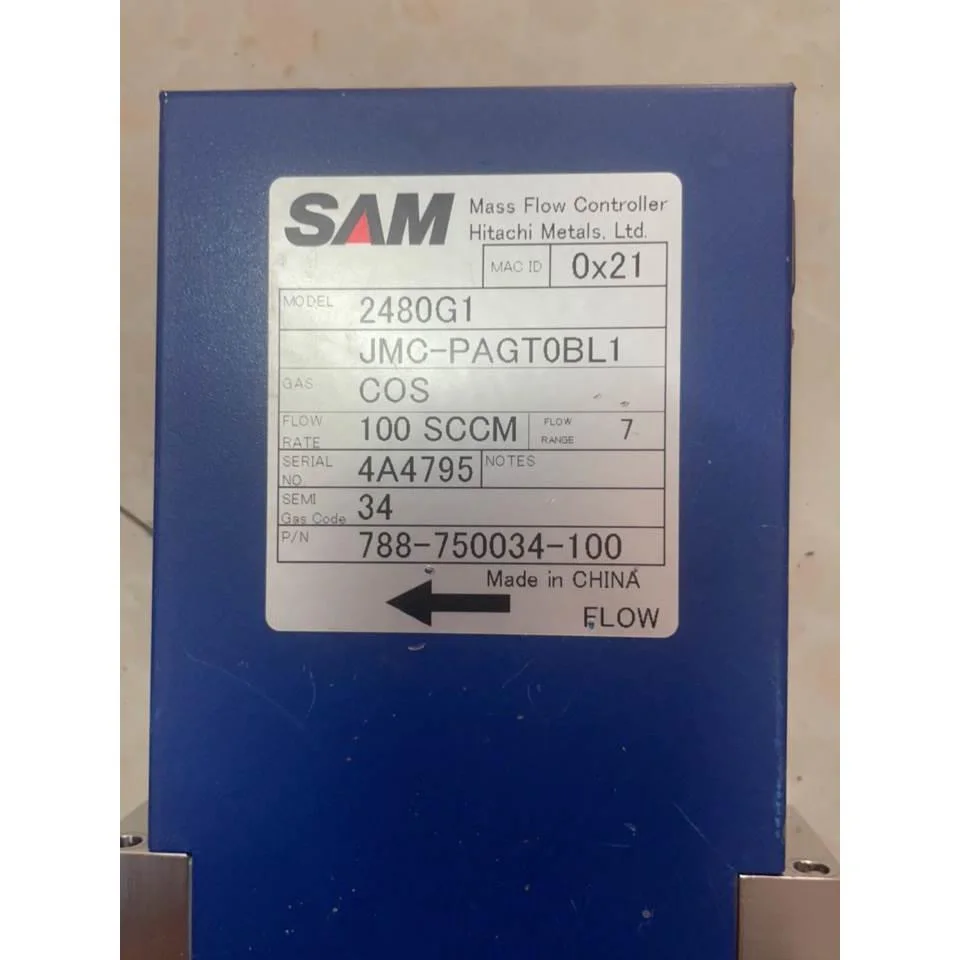 SAM Mass Flow Controller
Hitachi Metals, Ltd.
MAC ID 0x21
MODEL 2480G1
JMC-PAGT0BL1
GAS COS
FLOW RATE 100 SCCM FLOW RANGE 7
SERIAL NO. 4A4795 NOTES
SEMI Gas Code 34
P/N 788-750034-100
Made in CHINA
FLOW